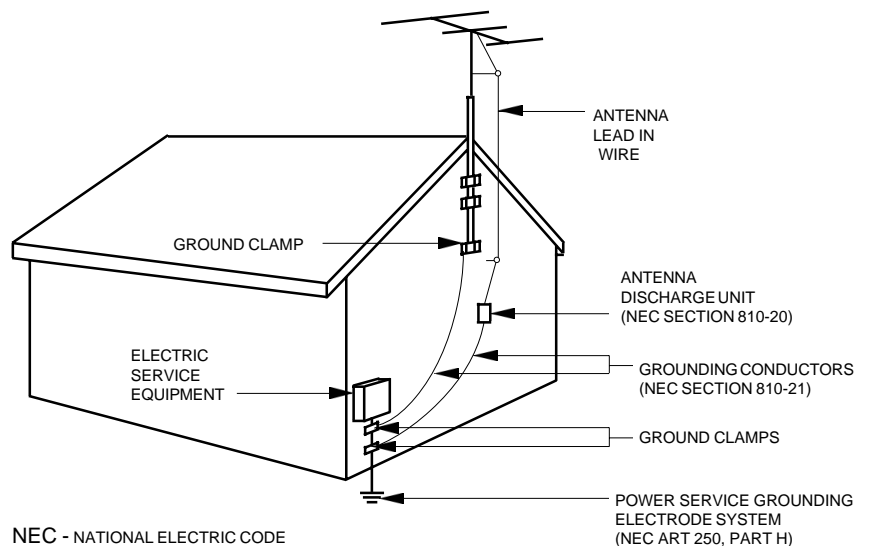 ANTENNA
LEAD IN
WIRE
GROUND CLAMP
ANTENNA
DISCHARGE UNIT
(NEC SECTION 810-20)
ELECTRIC
SERVICE
EQUIPMENT
GROUNDING CONDUCTORS
(NEC SECTION 810-21)
GROUND CLAMPS
POWER SERVICE GROUNDING
ELECTRODE SYSTEM
(NEC ART 250, PART H)
NEC - NATIONAL ELECTRIC CODE